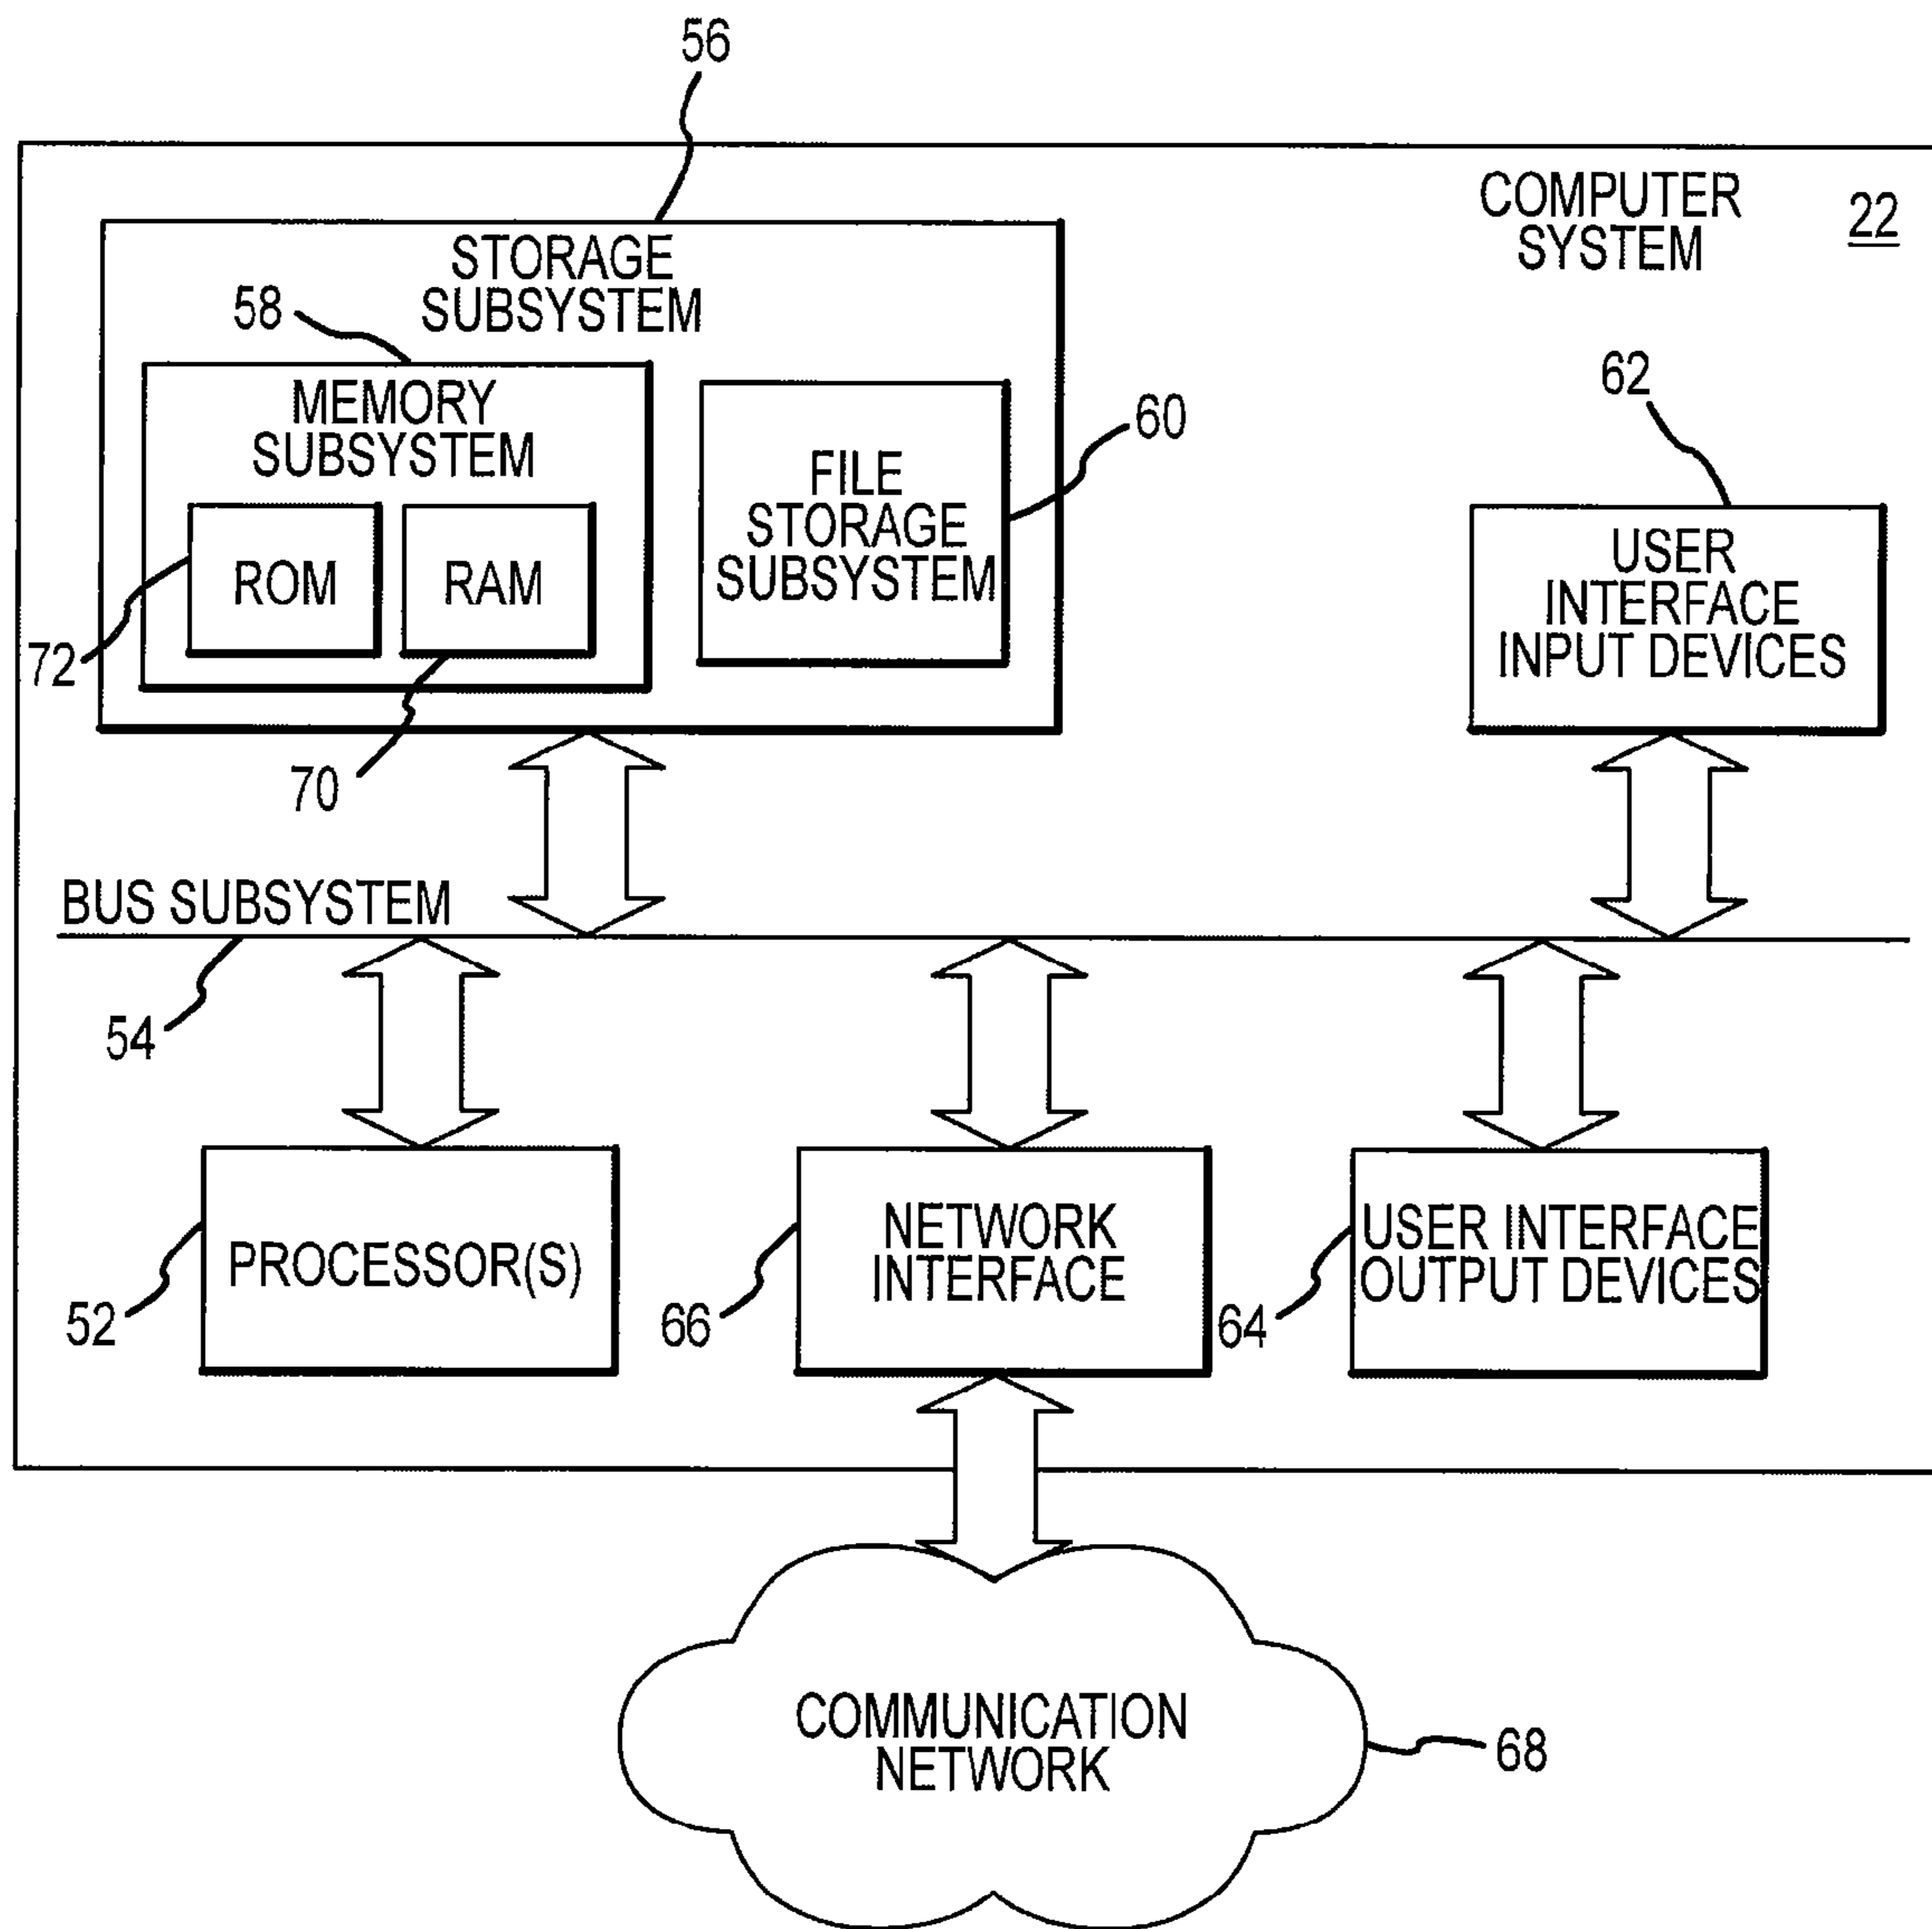 56
COMPUTER
SYSTEM
22
STORAGE
SUBSYSTEM
58
MEMORY
SUBSYSTEM
62
60
FILE
STORAGE
SUBSYSTEM
ROM
RAM
USER
INTERFACE
INPUT DEVICES
72
70
BUS SUBSYSTEM
54
PROCESSOR(S)
NETWORK
INTERFACE
USER INTERFACE
OUTPUT DEVICES
52
66
64
COMMUNICATION
NETWORK
68